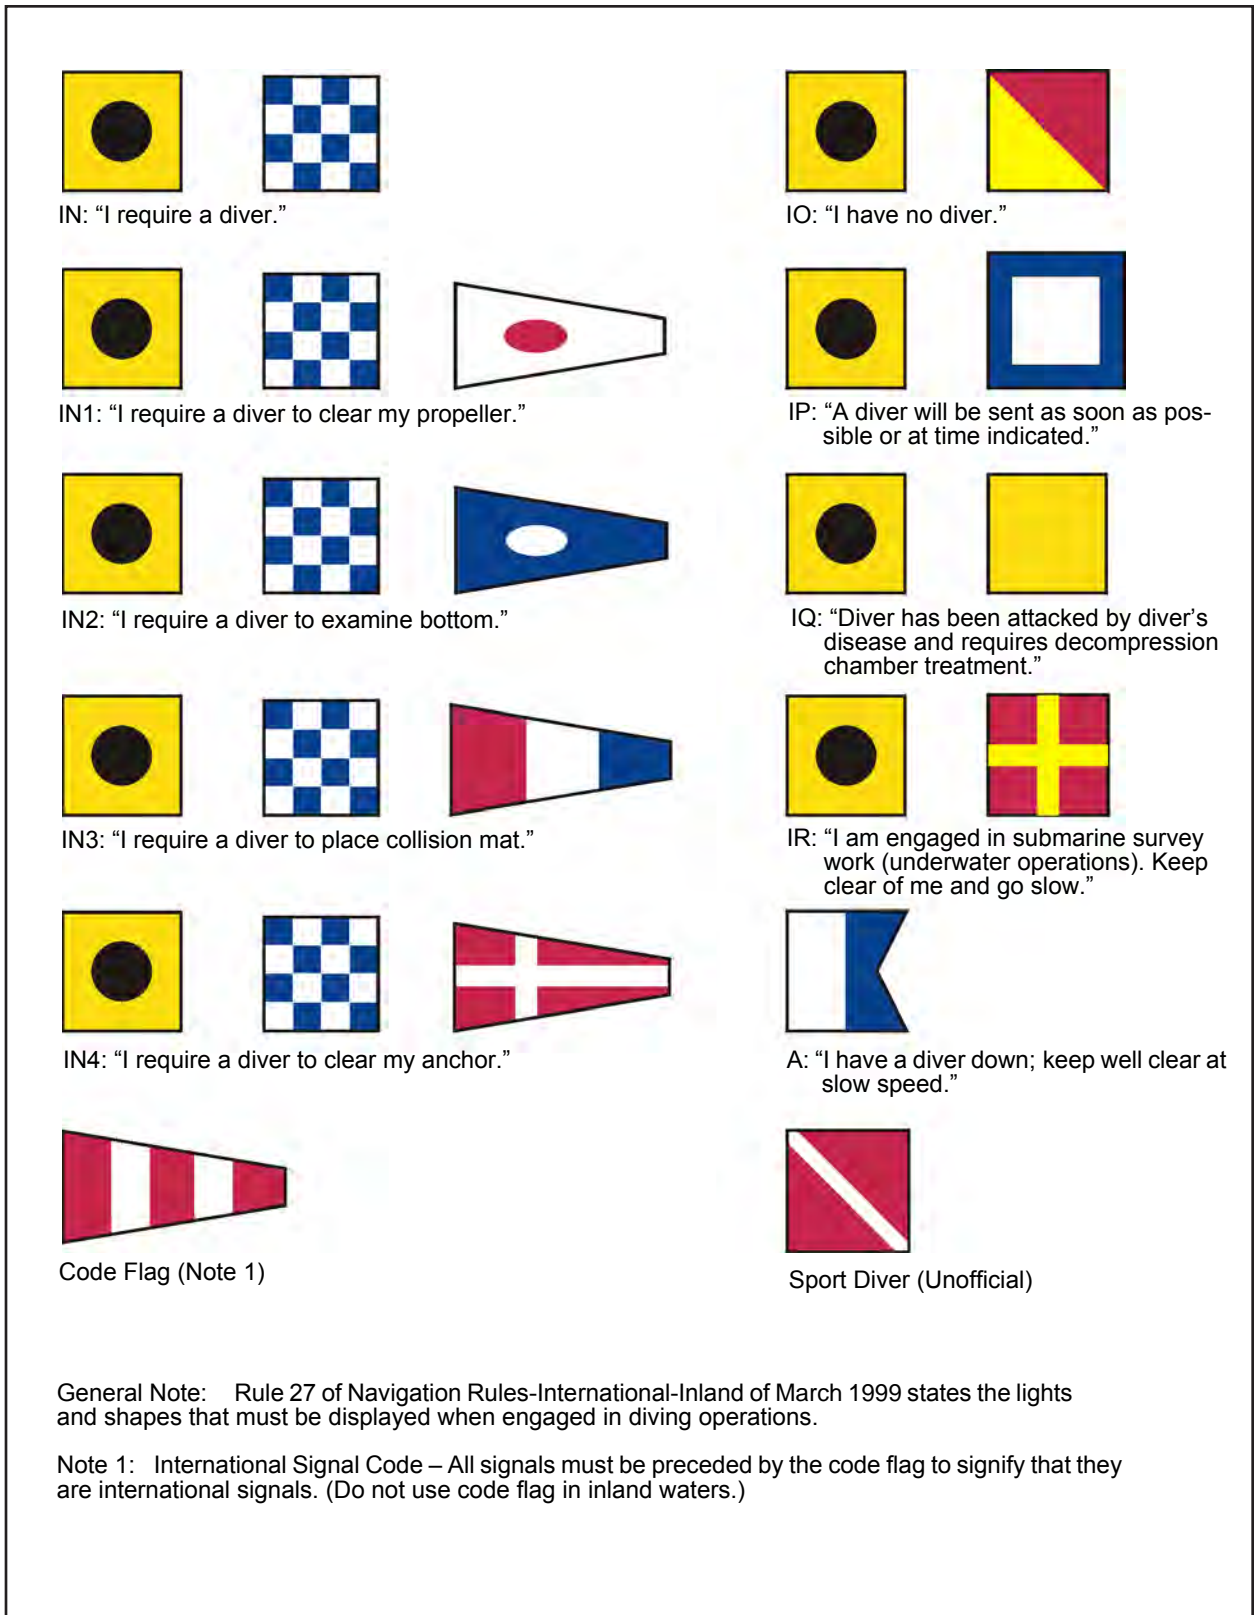 IN: “I require a diver.”
IO: “I have no diver.”
IN1: “I require a diver to clear my propeller.”
IP: “A diver will be sent as soon as pos-
sible or at time indicated.”
IN2: “I require a diver to examine bottom.”
IQ: “Diver has been attacked by diver’s
disease and requires decompression
chamber treatment.”
IN3: “I require a diver to place collision mat.”
IR: “I am engaged in submarine survey
work (underwater operations). Keep
clear of me and go slow.”
IN4: “I require a diver to clear my anchor.”
A: “I have a diver down; keep well clear at
slow speed.”
Code Flag (Note 1)
Sport Diver (Unofficial)
General Note: Rule 27 of Navigation Rules-International-Inland of March 1999 states the lights
and shapes that must be displayed when engaged in diving operations.
Note 1: International Signal Code – All signals must be preceded by the code flag to signify that they
are international signals. (Do not use code flag in inland waters.)